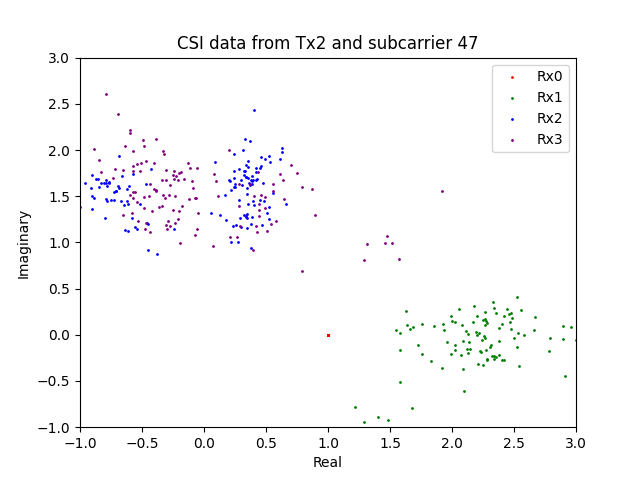 CSI data from Tx2 and subcarrier 47
3.0
2.5
2.0
1.5
1.0
0.5
0.0
−0.5
−1.0
Imaginary
Rx0
Rx1
Rx2
Rx3
−1.0 −0.5 0.0 0.5 1.0 1.5 2.0 2.5 3.0
Real